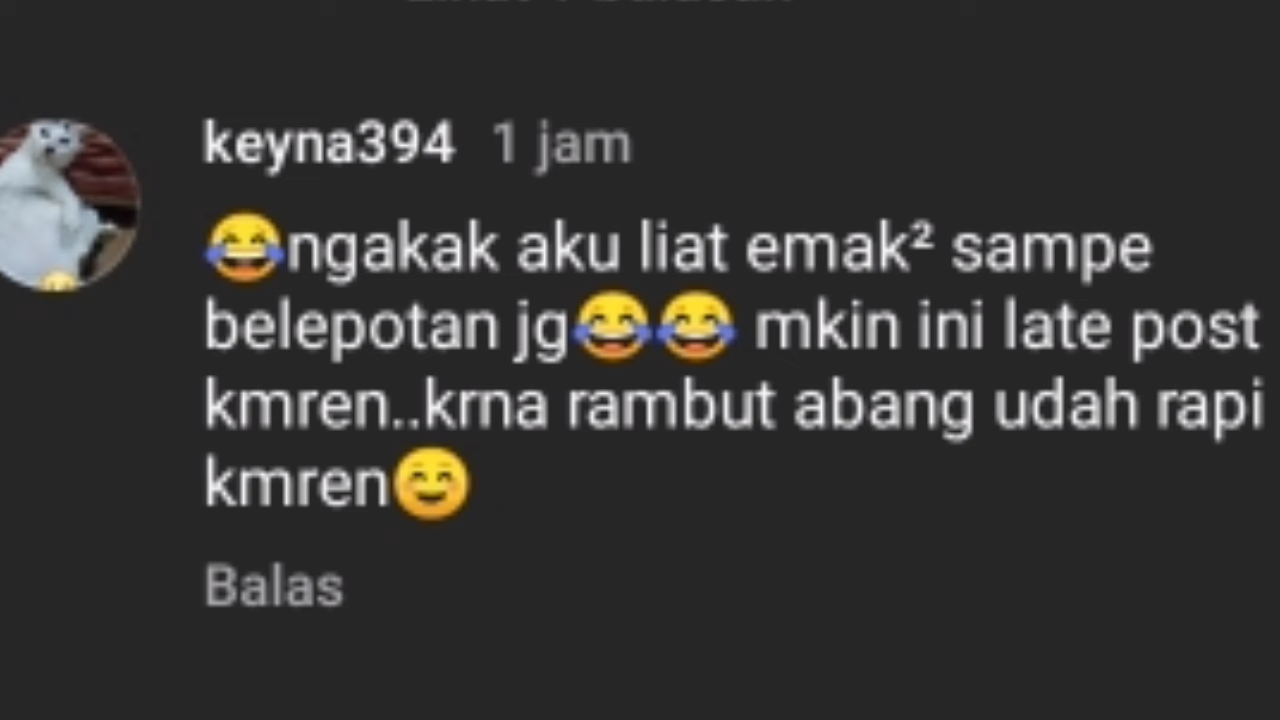 keyna394 1 jam
😂ngakak aku liat emak² sampe
belepotan jg😂😂 mkin ini late post
kmren..krna rambut abang udah rapi
kmren😊
Balas